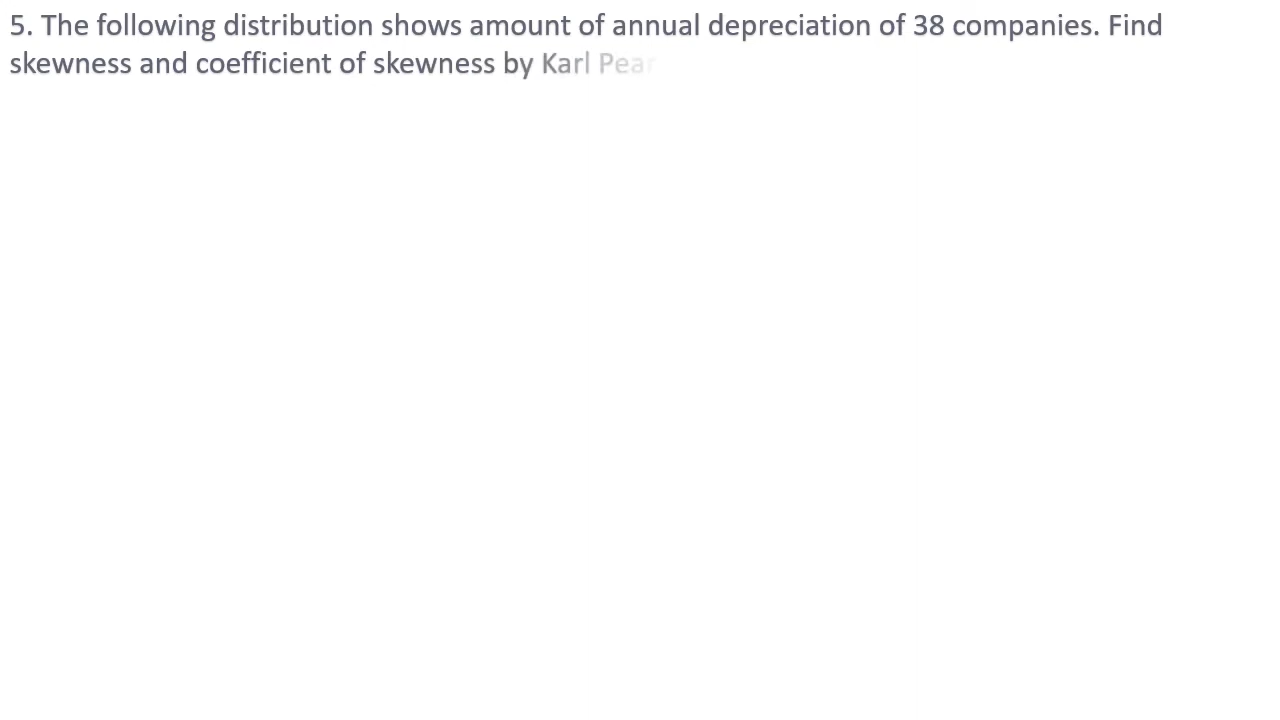 5. The following distribution shows amount of annual depreciation of 38 companies. Find
skewness and coefficient of skewness by Karl Pear